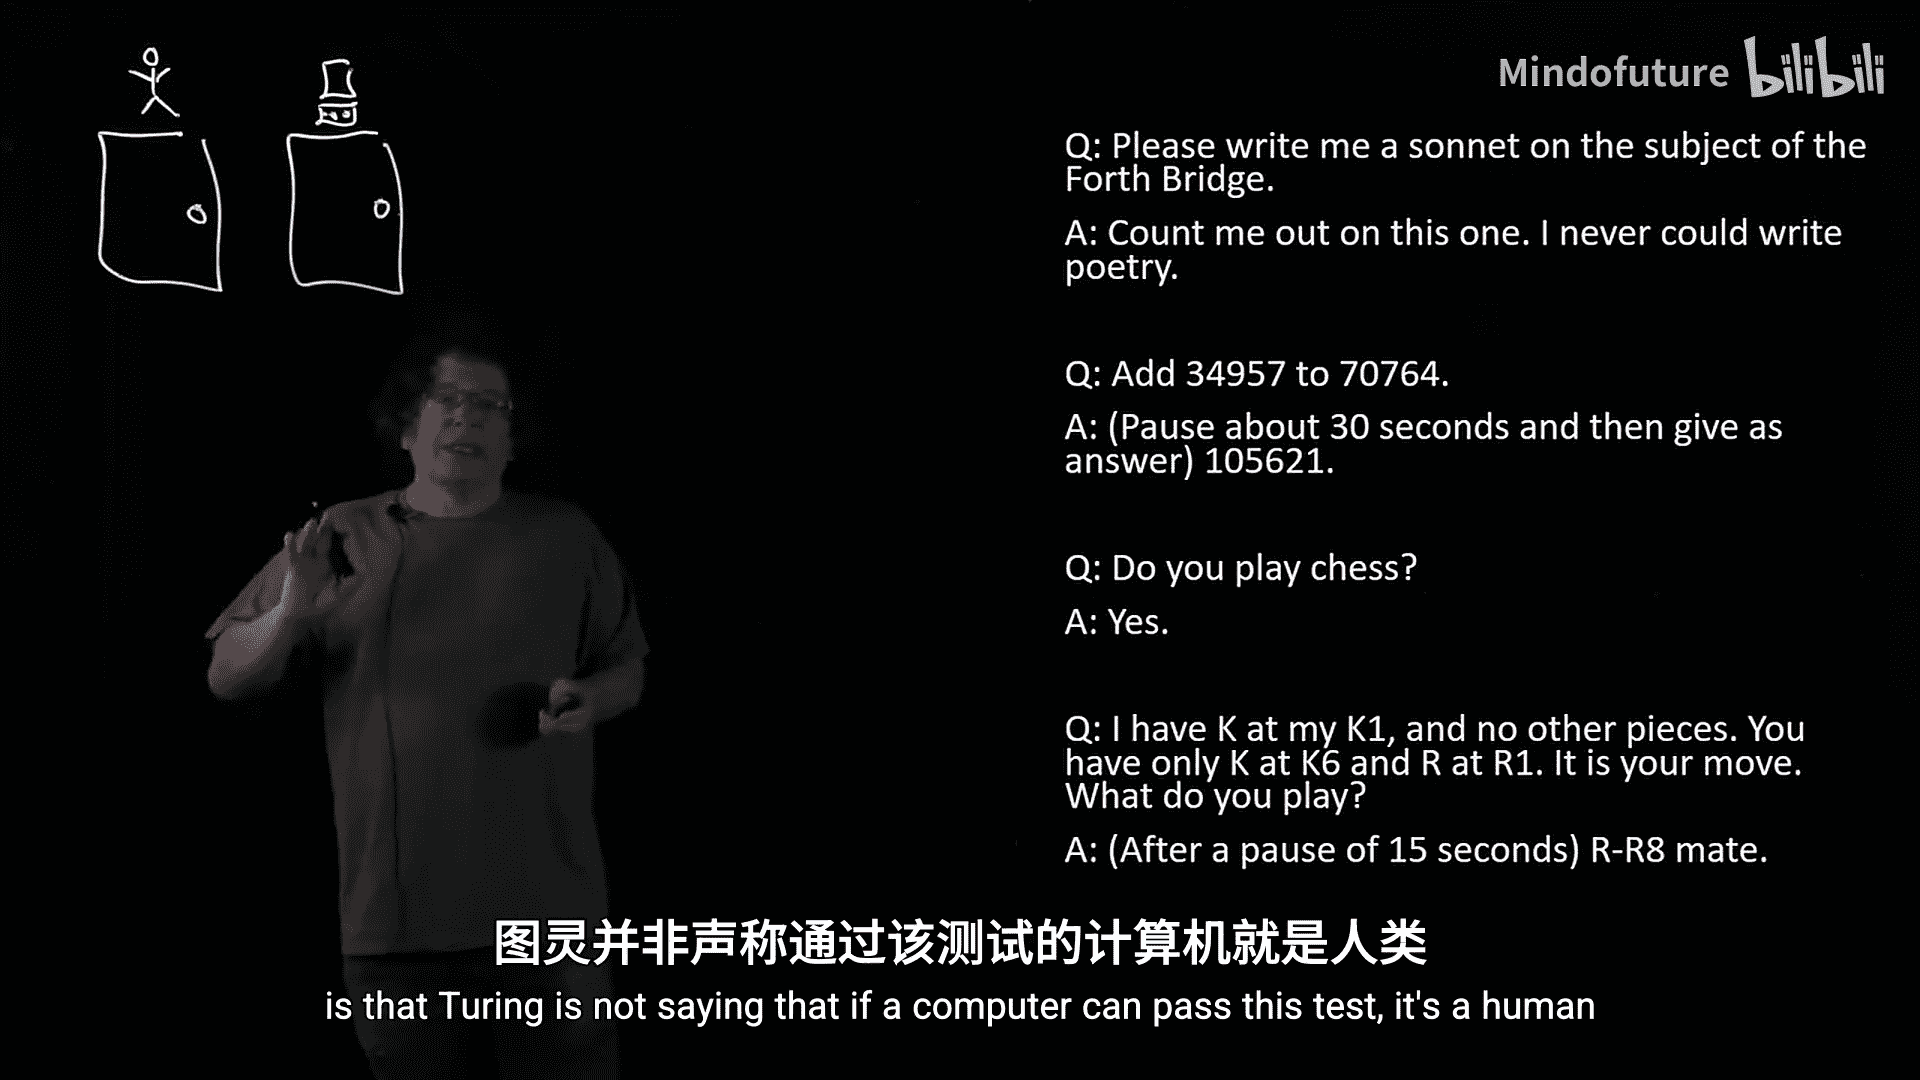 Mindofuture bilibili
Q: Please write me a sonnet on the subject of the
Forth Bridge.
A: Count me out on this one. I never could write
poetry.
Q: Add 34957 to 70764.
A: (Pause about 30 seconds and then give as
answer) 105621.
Q: Do you play chess?
A: Yes.
Q: I have K at my K1, and no other pieces. You
have only K at K6 and R at R1. It is your move.
What do you play?
A: (After a pause of 15 seconds) R-R8 mate.
图灵并非声称通过该测试的计算机就是人类
is that Turing is not saying that if a computer can pass this test, it's a human